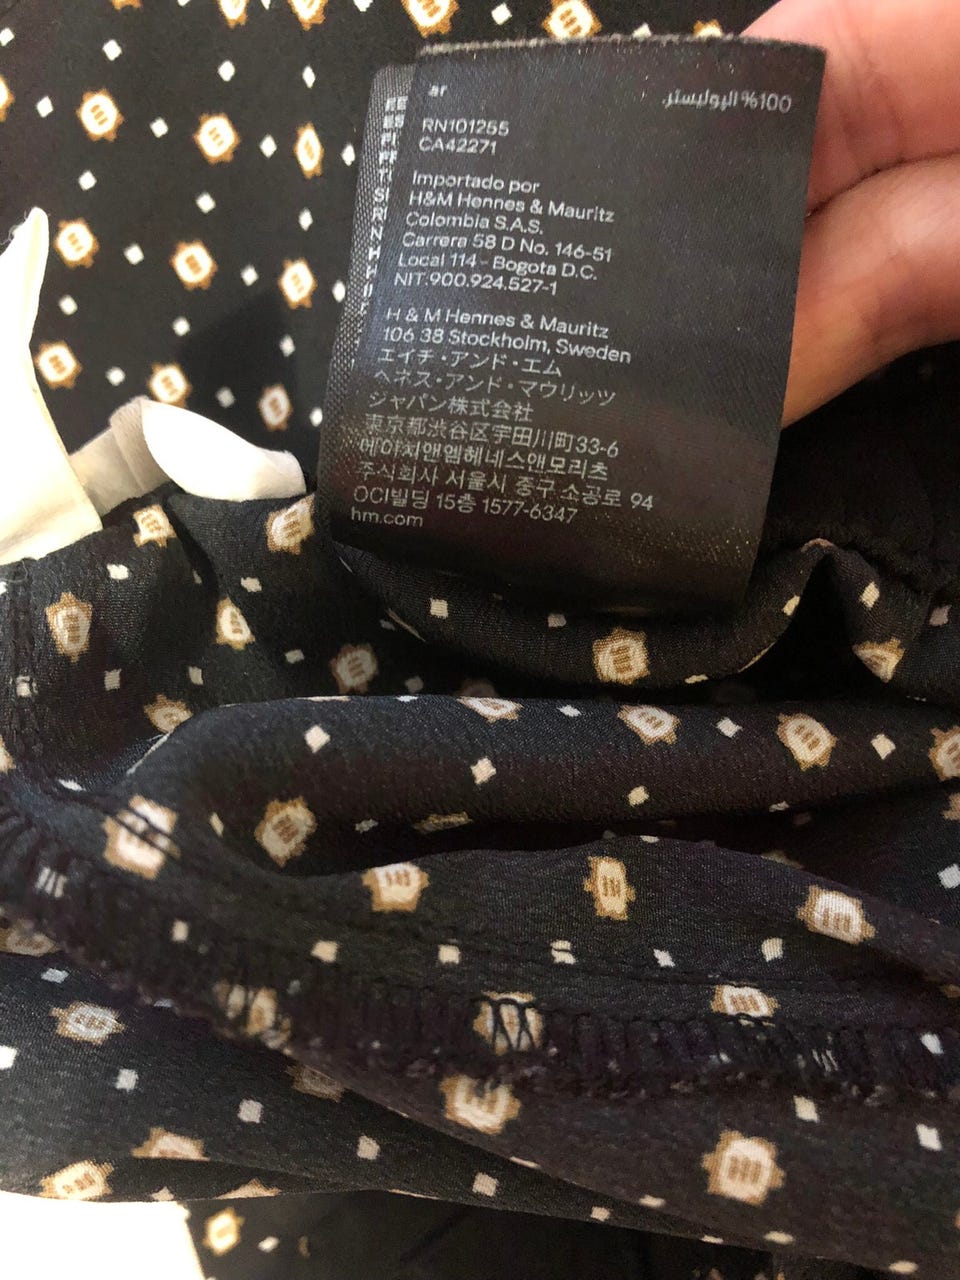 ar
%100 البوليستر
RN101255
CA42271
Importado por
H&M Hennes & Mauritz
Colombia S.A.S.
Carrera 58 D No. 146-51
Local 114 - Bogota D.C.
NIT.900.924.527-1
H & M Hennes & Mauritz
106 38 Stockholm, Sweden
エイチ・アンド・エム
ヘネス・アンド・マウリッツ
ジャパン株式会社
東京都渋谷区宇田川町33-6
에이치앤엠헤네스앤모리츠
주식회사 서울시 중구 소공로 94
OCI빌딩 15층 1577-6347
hm.com